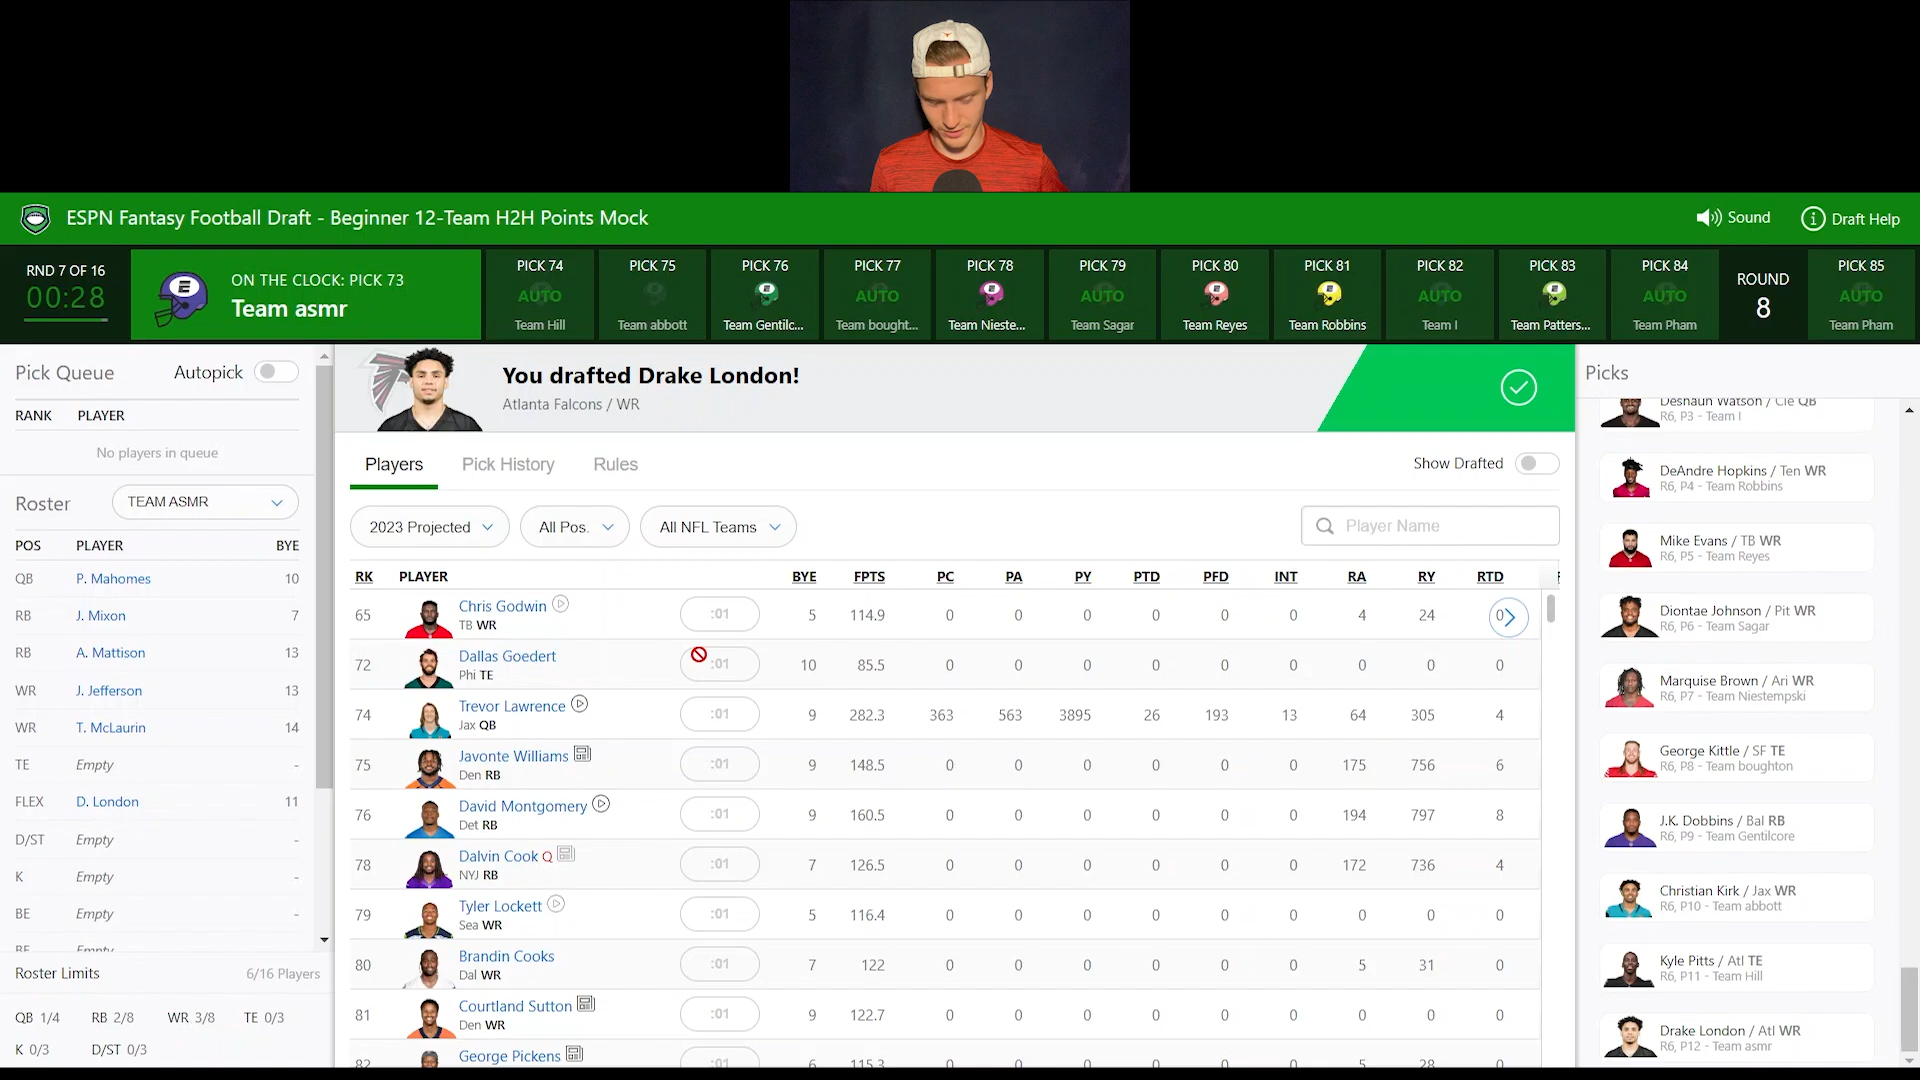 ESPN Fantasy Football Draft - Beginner 12-Team H2H Points Mock
Sound
Draft Help
RND 7 OF 16
00:28
ON THE CLOCK: PICK 73
Team asmr
PICK 74
AUTO
Team Hill
PICK 75
Team abbott
PICK 76
Team Gentilc...
PICK 77
AUTO
Team bought...
PICK 78
Team Nieste...
PICK 79
AUTO
Team Sagar
PICK 80
Team Reyes
PICK 81
Team Robbins
PICK 82
AUTO
Team I
PICK 83
Team Patters...
PICK 84
AUTO
Team Pham
ROUND
8
PICK 85
AUTO
Team Pham
Pick Queue
Autopick
RANK PLAYER
No players in queue
Roster
TEAM ASMR
POS PLAYER BYE
QB P. Mahomes 10
RB J. Mixon 7
RB A. Mattison 13
WR J. Jefferson 13
WR T. McLaurin 14
TE Empty -
FLEX D. London 11
D/ST Empty -
K Empty -
BE Empty -
BE Empty
Roster Limits 6/16 Players
QB 1/4 RB 2/8 WR 3/8 TE 0/3
K 0/3 D/ST 0/3
You drafted Drake London!
Atlanta Falcons / WR
Players Pick History Rules
Show Drafted
2023 Projected All Pos. All NFL Teams
Player Name
RK PLAYER BYE FPTS PC PA PY PTD PFD INT RA RY RTD
65 Chris Godwin :01 5 114.9 0 0 0 0 0 0 4 24 0
TB WR
72 Dallas Goedert :01 10 85.5 0 0 0 0 0 0 0 0 0
Phi TE
74 Trevor Lawrence :01 9 282.3 363 563 3895 26 193 13 64 305 4
Jax QB
75 Javonte Williams :01 9 148.5 0 0 0 0 0 0 175 756 6
Den RB
76 David Montgomery :01 9 160.5 0 0 0 0 0 0 194 797 8
Det RB
78 Dalvin Cook Q :01 7 126.5 0 0 0 0 0 0 172 736 4
NYJ RB
79 Tyler Lockett :01 5 116.4 0 0 0 0 0 0 0 0 0
Sea WR
80 Brandin Cooks :01 7 122 0 0 0 0 0 0 5 31 0
Dal WR
81 Courtland Sutton :01 9 122.7 0 0 0 0 0 0 0 0 0
Den WR
82 George Pickens :01 6 115.3 0 0 0 0 0 0 5 28 0
Picks
Deshaun Watson / Cle QB
R6, P3 - Team I
DeAndre Hopkins / Ten WR
R6, P4 - Team Robbins
Mike Evans / TB WR
R6, P5 - Team Reyes
Diontae Johnson / Pit WR
R6, P6 - Team Sagar
Marquise Brown / Ari WR
R6, P7 - Team Niestempski
George Kittle / SF TE
R6, P8 - Team boughton
J.K. Dobbins / Bal RB
R6, P9 - Team Gentilcore
Christian Kirk / Jax WR
R6, P10 - Team abbott
Kyle Pitts / Atl TE
R6, P11 - Team Hill
Drake London / Atl WR
R6, P12 - Team asmr